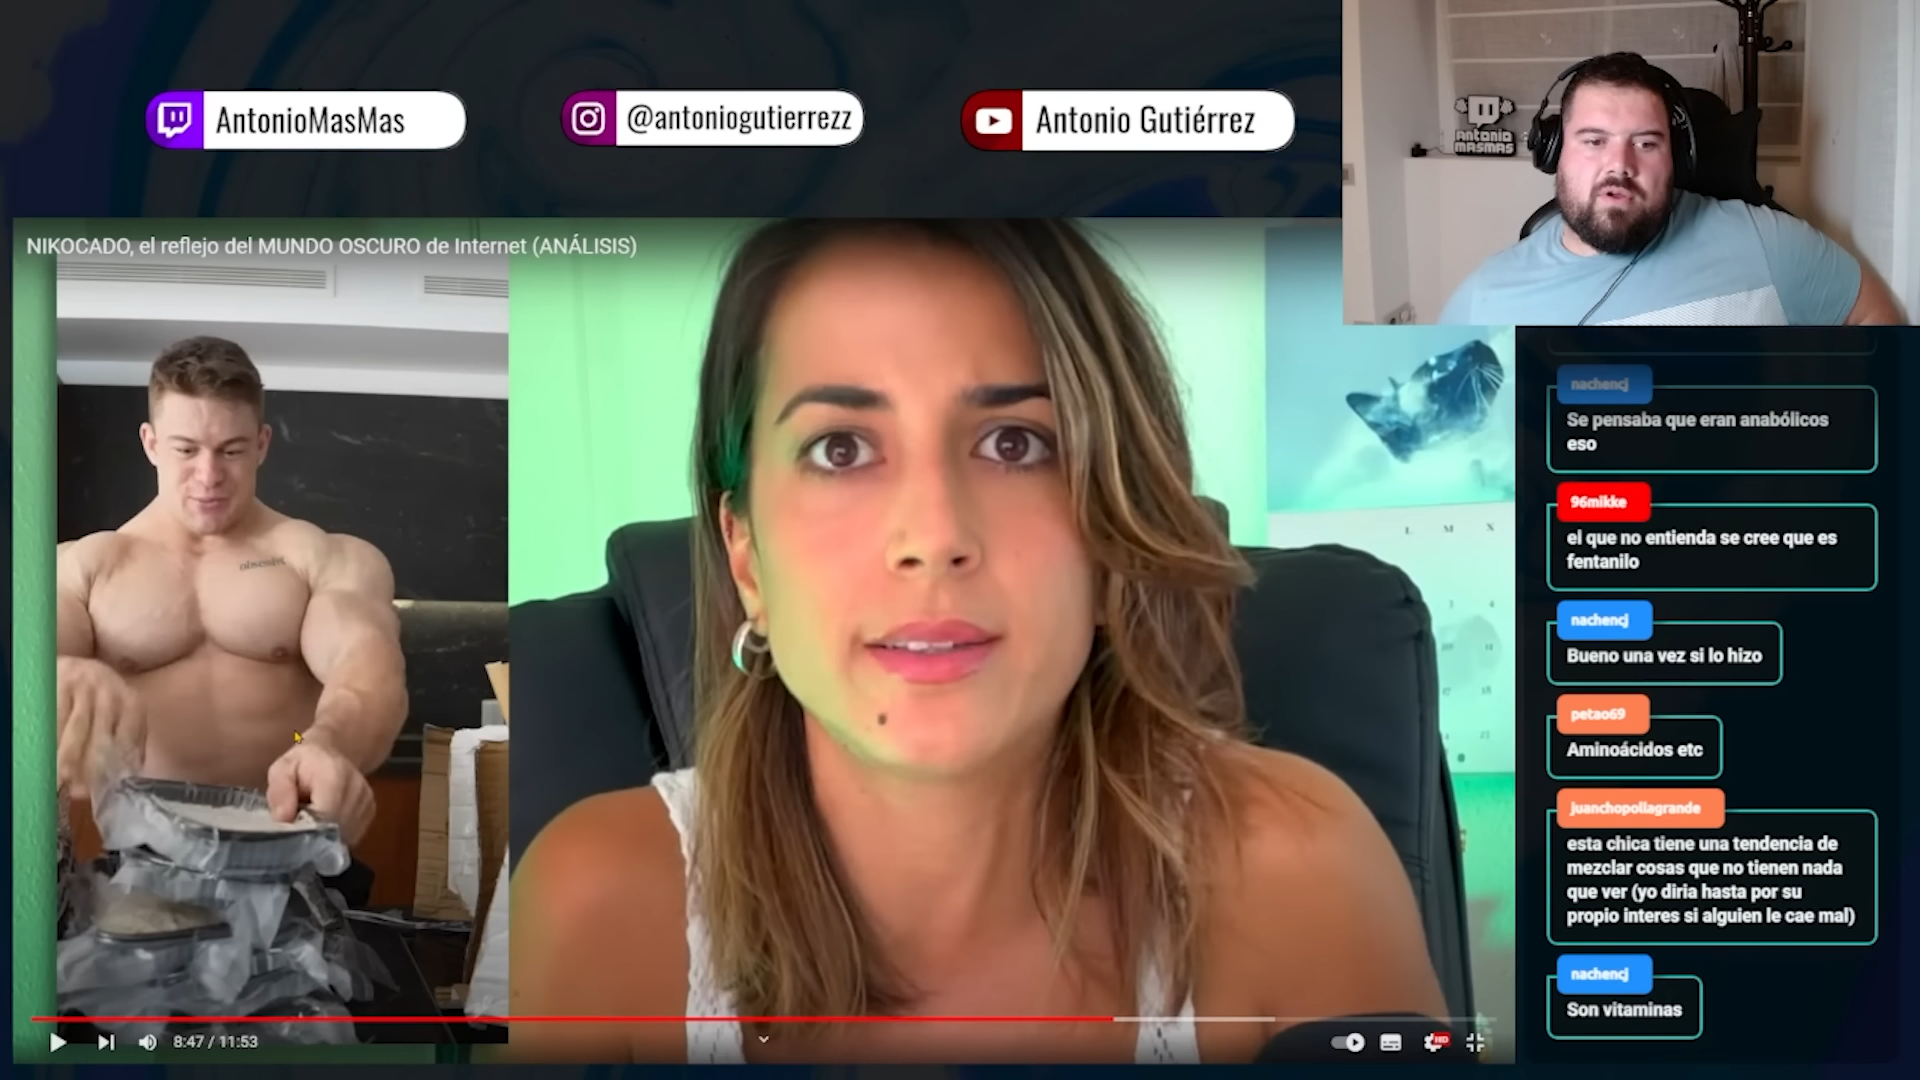 AntonioMasMas
@antoniogutierrezz
Antonio Gutiérrez
antonio
MASMAS
NIKOCADO, el reflejo del MUNDO OSCURO de Internet (ANÁLISIS)
L M X
nachencj
Se pensaba que eran anabólicos
eso
96mikke
el que no entienda se cree que es
fentanilo
nachencj
Bueno una vez si lo hizo
petao69
Aminoácidos etc
juanchopollagrande
esta chica tiene una tendencia de
mezclar cosas que no tienen nada
que ver (yo diria hasta por su
propio interes si alguien le cae mal)
nachencj
Son vitaminas
8:47 / 11:53
HD